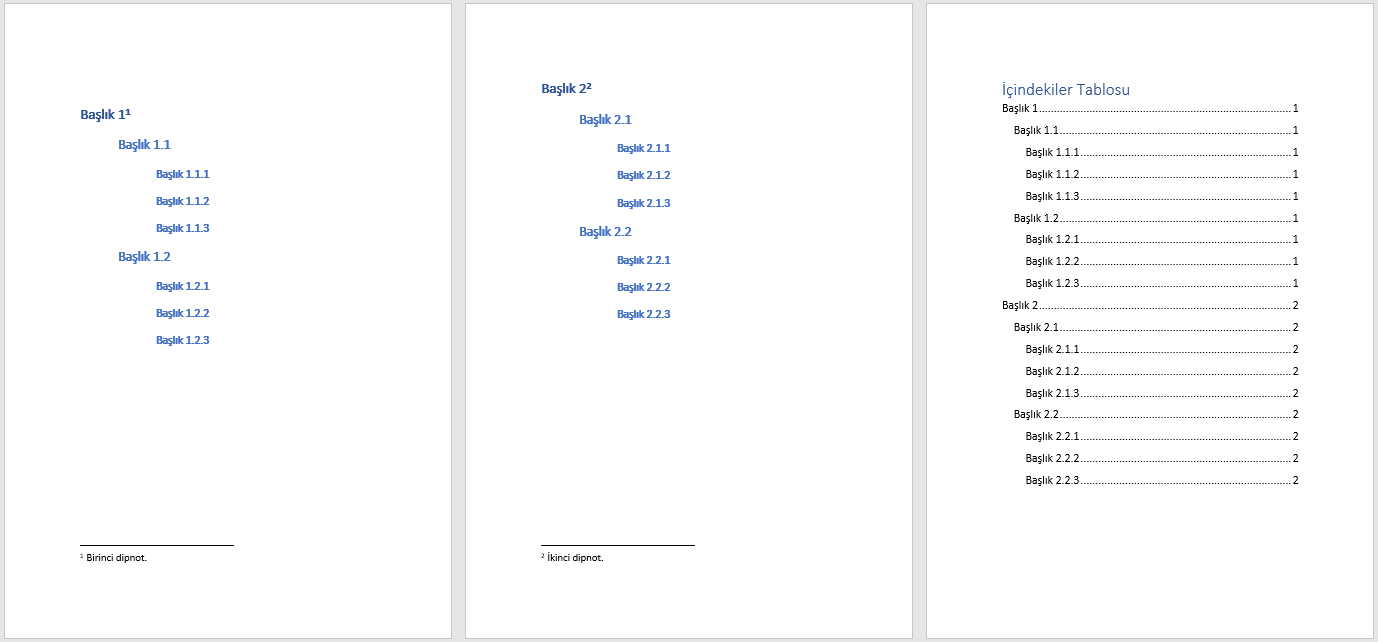 Başlık 1¹
Başlık 1.1
Başlık 1.1.1
Başlık 1.1.2
Başlık 1.1.3
Başlık 1.2
Başlık 1.2.1
Başlık 1.2.2
Başlık 1.2.3
¹ Birinci dipnot.
Başlık 2²
Başlık 2.1
Başlık 2.1.1
Başlık 2.1.2
Başlık 2.1.3
Başlık 2.2
Başlık 2.2.1
Başlık 2.2.2
Başlık 2.2.3
² İkinci dipnot.
İçindekiler Tablosu
Başlık 1 1
Başlık 1.1 1
Başlık 1.1.1 1
Başlık 1.1.2 1
Başlık 1.1.3 1
Başlık 1.2 1
Başlık 1.2.1 1
Başlık 1.2.2 1
Başlık 1.2.3 1
Başlık 2 2
Başlık 2.1 2
Başlık 2.1.1 2
Başlık 2.1.2 2
Başlık 2.1.3 2
Başlık 2.2 2
Başlık 2.2.1 2
Başlık 2.2.2 2
Başlık 2.2.3 2